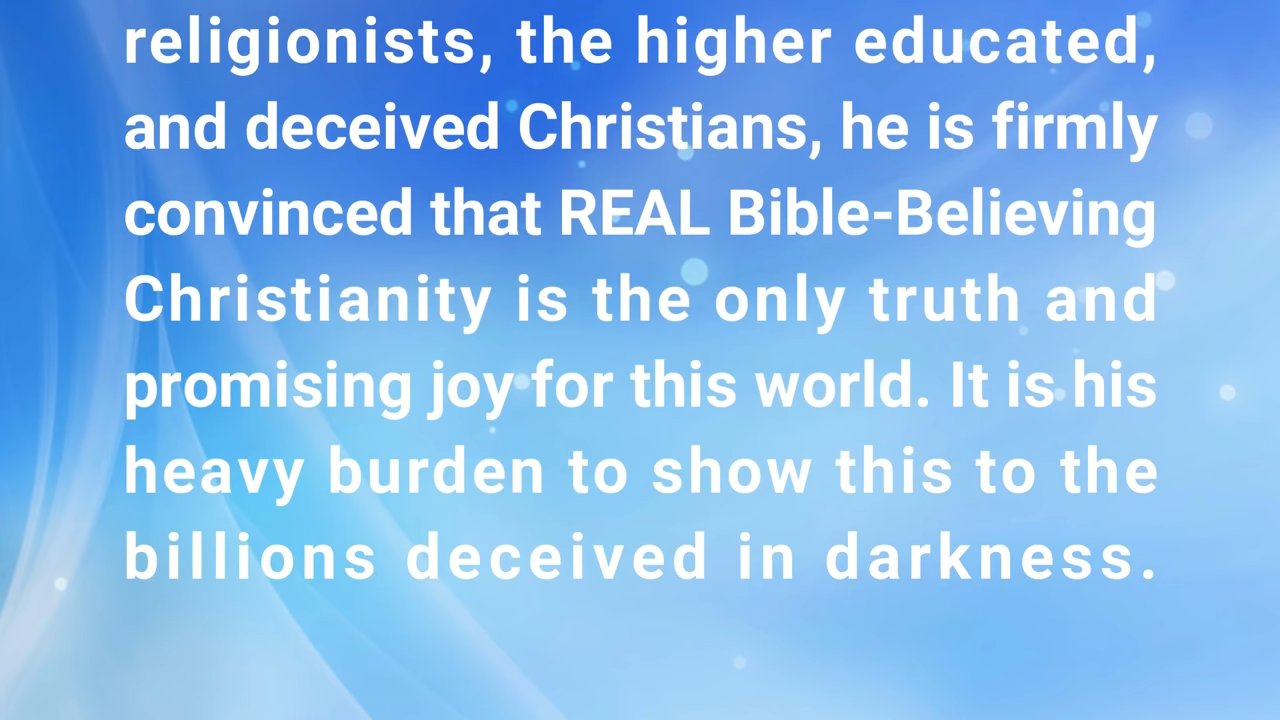 religionists, the higher educated,
and deceived Christians, he is firmly
convinced that REAL Bible-Believing
Christianity is the only truth and
promising joy for this world. It is his
heavy burden to show this to the
billions deceived in darkness.